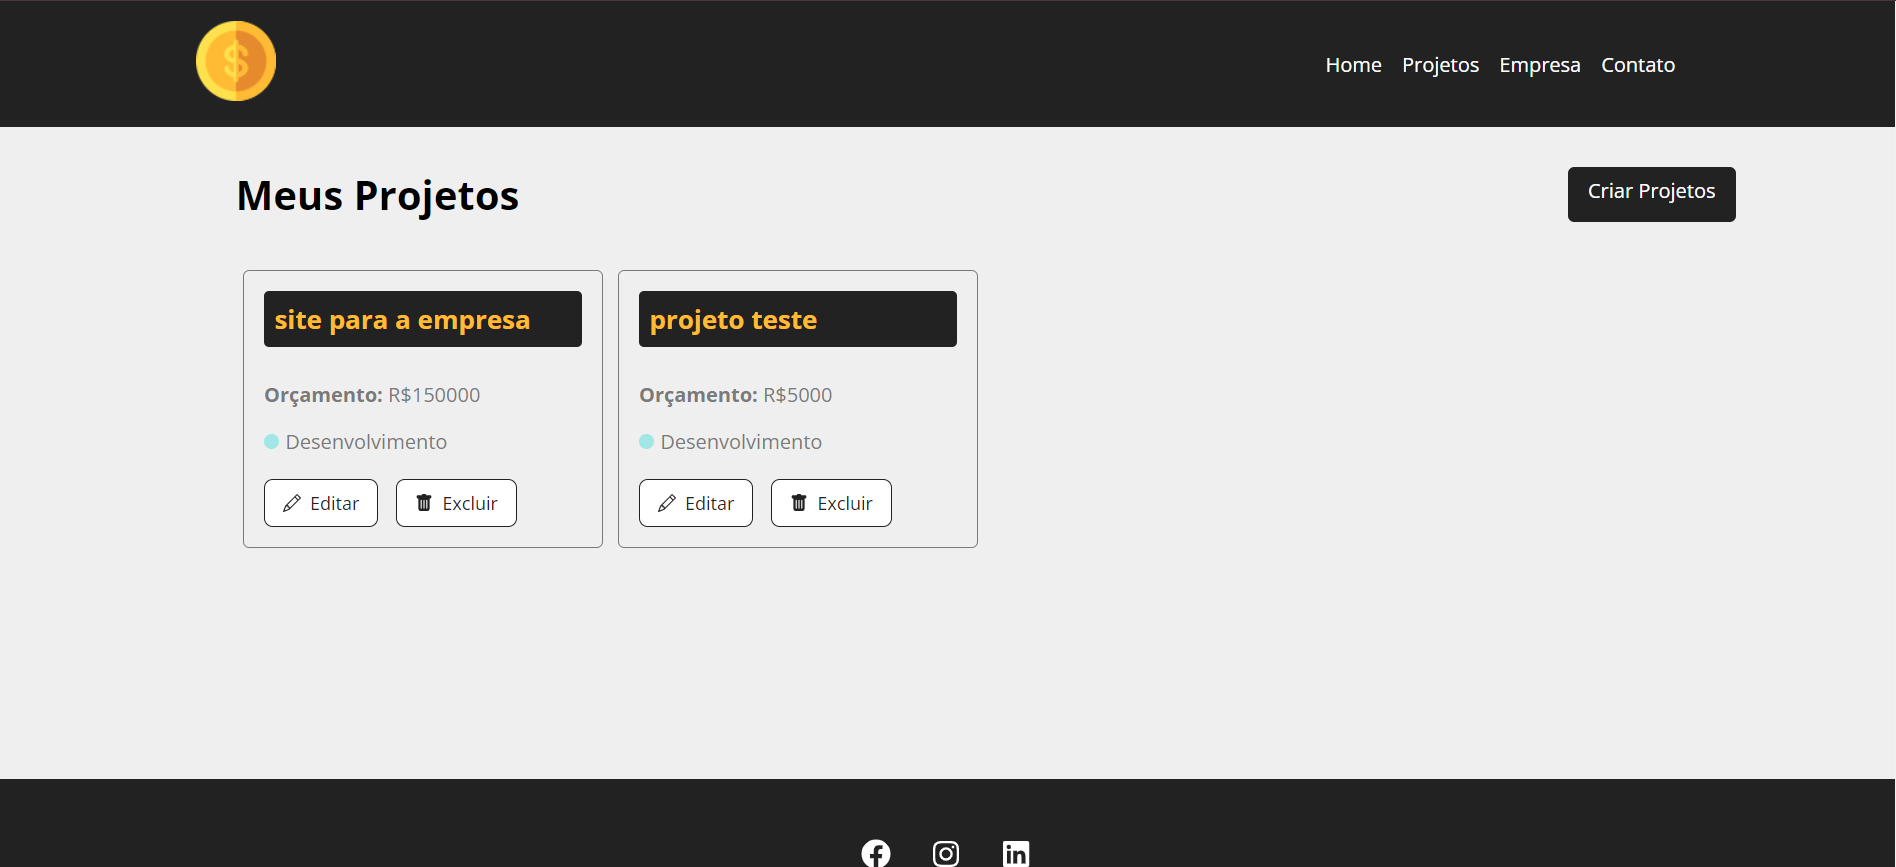 $
Home Projetos Empresa Contato
Meus Projetos
Criar Projetos
site para a empresa
Orçamento: R$150000
Desenvolvimento
Editar Excluir
projeto teste
Orçamento: R$5000
Desenvolvimento
Editar Excluir